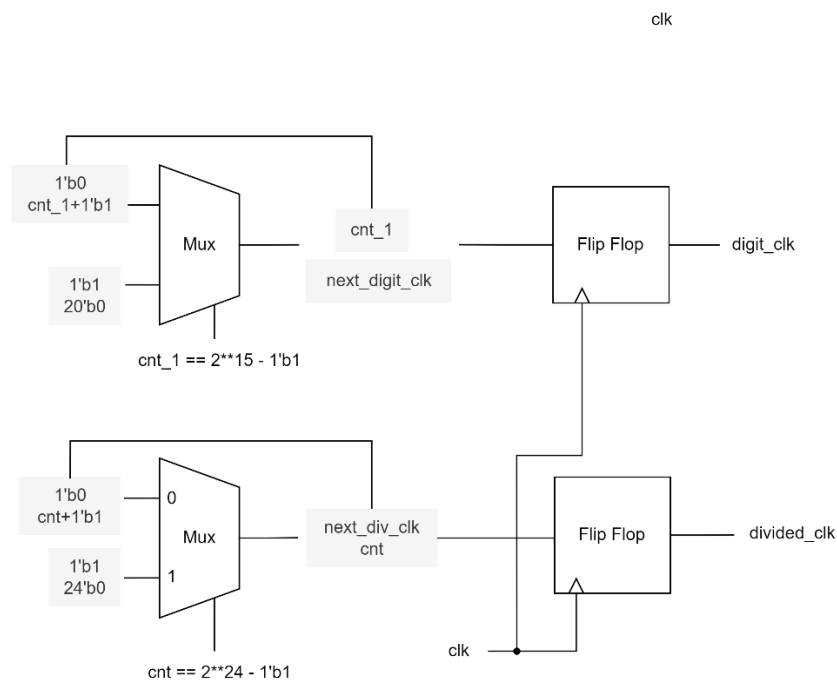 clk
1'b0
cnt_1+1'b1
Mux
cnt_1
Flip Flop
digit_clk
next_digit_clk
1'b1
20'b0
cnt_1 == 2**15 - 1'b1
1'b0
cnt+1'b1
0
Mux
next_div_clk
cnt
Flip Flop
divided_clk
1'b1
24'b0
1
clk
cnt == 2**24 - 1'b1